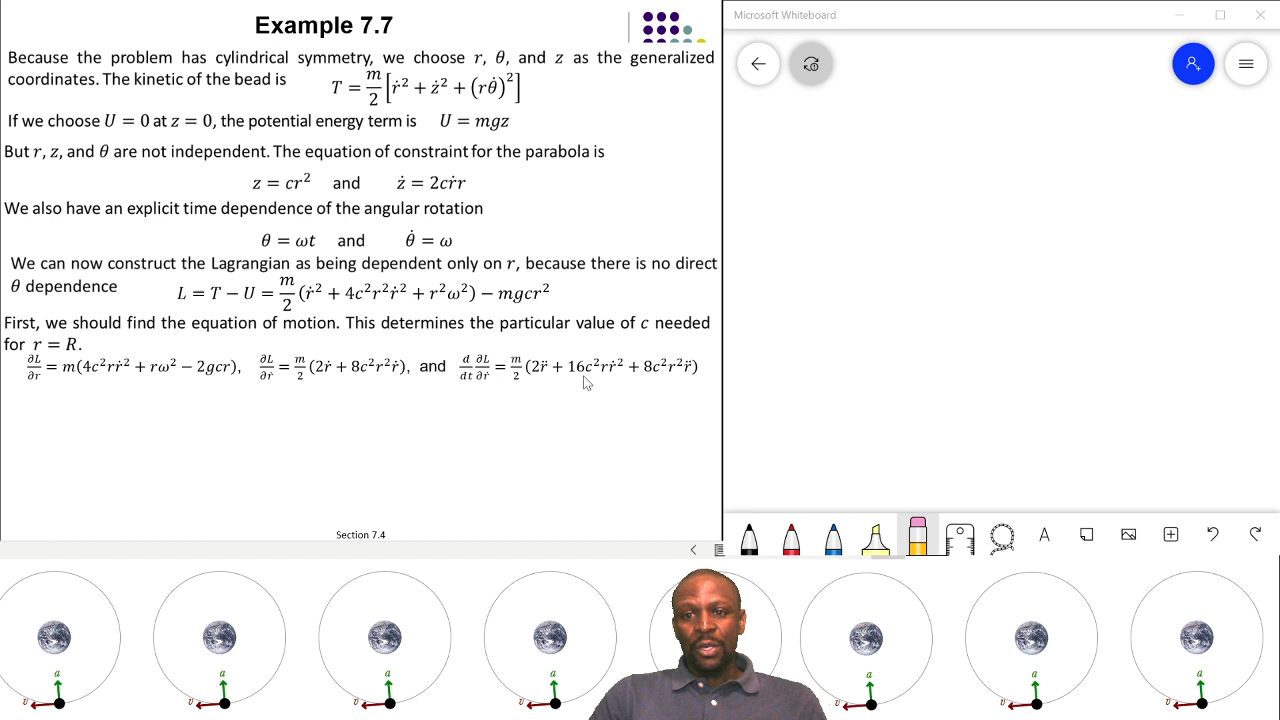 Example 7.7
Because the problem has cylindrical symmetry, we choose r, θ, and z as the generalized
coordinates. The kinetic of the bead is T = m/2 [ṙ² + ż² + (rθ̇)²]
If we choose U = 0 at z = 0, the potential energy term is U = mgz
But r, z, and θ are not independent. The equation of constraint for the parabola is
z = cr² and ż = 2cṙr
We also have an explicit time dependence of the angular rotation
θ = ωt and θ̇ = ω
We can now construct the Lagrangian as being dependent only on r, because there is no direct
θ dependence L = T − U = m/2 (ṙ² + 4c²r²ṙ² + r²ω²) − mgcr²
First, we should find the equation of motion. This determines the particular value of c needed
for r = R.
∂L/∂r = m(4c²rṙ² + rω² − 2gcr), ∂L/∂ṙ = m/2 (2ṙ + 8c²r²ṙ), and d/dt ∂L/∂ṙ = m/2 (2r̈ + 16c²rṙ² + 8c²r²r̈)
Section 7.4
Microsoft Whiteboard
A
a a a a a a a
v v v v v v v